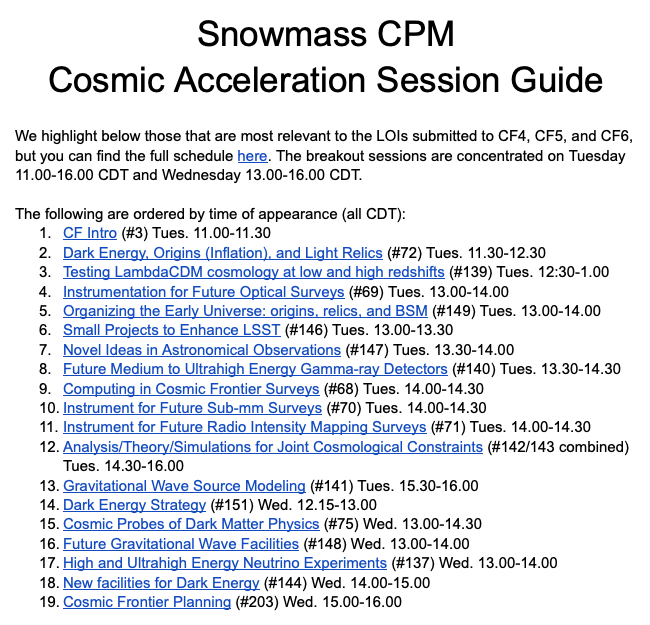 Snowmass CPM
Cosmic Acceleration Session Guide
We highlight below those that are most relevant to the LOIs submitted to CF4, CF5, and CF6,
but you can find the full schedule here. The breakout sessions are concentrated on Tuesday
11.00-16.00 CDT and Wednesday 13.00-16.00 CDT.
The following are ordered by time of appearance (all CDT):
1. CF Intro (#3) Tues. 11.00-11.30
2. Dark Energy, Origins (Inflation), and Light Relics (#72) Tues. 11.30-12.30
3. Testing LambdaCDM cosmology at low and high redshifts (#139) Tues. 12:30-1.00
4. Instrumentation for Future Optical Surveys (#69) Tues. 13.00-14.00
5. Organizing the Early Universe: origins, relics, and BSM (#149) Tues. 13.00-14.00
6. Small Projects to Enhance LSST (#146) Tues. 13.00-13.30
7. Novel Ideas in Astronomical Observations (#147) Tues. 13.30-14.00
8. Future Medium to Ultrahigh Energy Gamma-ray Detectors (#140) Tues. 13.30-14.30
9. Computing in Cosmic Frontier Surveys (#68) Tues. 14.00-14.30
10. Instrument for Future Sub-mm Surveys (#70) Tues. 14.00-14.30
11. Instrument for Future Radio Intensity Mapping Surveys (#71) Tues. 14.00-14.30
12. Analysis/Theory/Simulations for Joint Cosmological Constraints (#142/143 combined)
Tues. 14.30-16.00
13. Gravitational Wave Source Modeling (#141) Tues. 15.30-16.00
14. Dark Energy Strategy (#151) Wed. 12.15-13.00
15. Cosmic Probes of Dark Matter Physics (#75) Wed. 13.00-14.30
16. Future Gravitational Wave Facilities (#148) Wed. 13.00-14.00
17. High and Ultrahigh Energy Neutrino Experiments (#137) Wed. 13.00-14.00
18. New facilities for Dark Energy (#144) Wed. 14.00-15.00
19. Cosmic Frontier Planning (#203) Wed. 15.00-16.00